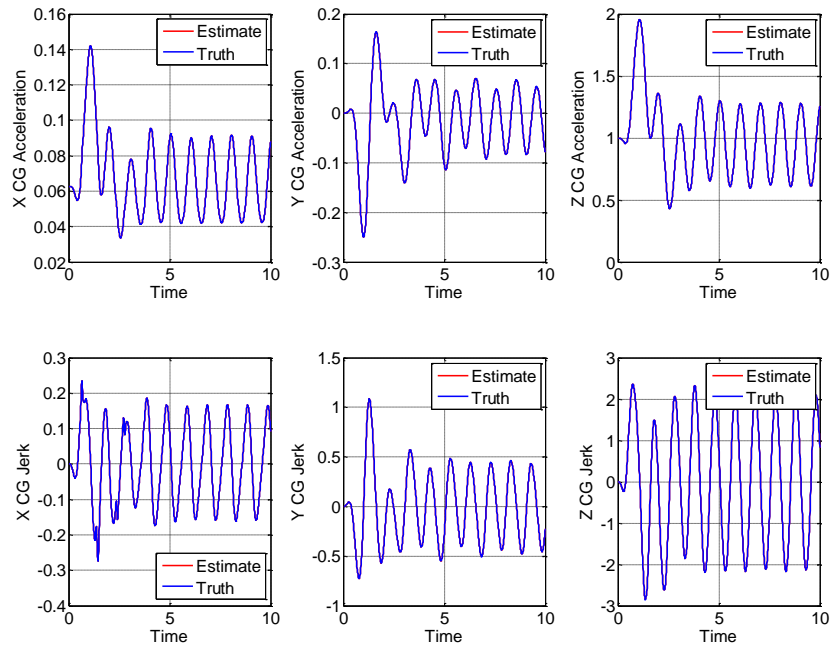 X CG Acceleration
0.16
0.14
0.12
0.1
0.08
0.06
0.04
0.02
0
5
10
Time
Estimate
Truth
Y CG Acceleration
0.2
0.1
0
-0.1
-0.2
-0.3
0
5
10
Time
Estimate
Truth
Z CG Acceleration
2
1.5
1
0.5
0
0
5
10
Time
Estimate
Truth
X CG Jerk
0.3
0.2
0.1
0
-0.1
-0.2
-0.3
-0.4
0
5
10
Time
Estimate
Truth
Y CG Jerk
1.5
1
0.5
0
-0.5
-1
0
5
10
Time
Estimate
Truth
Z CG Jerk
3
2
1
0
-1
-2
-3
0
5
10
Time
Estimate
Truth